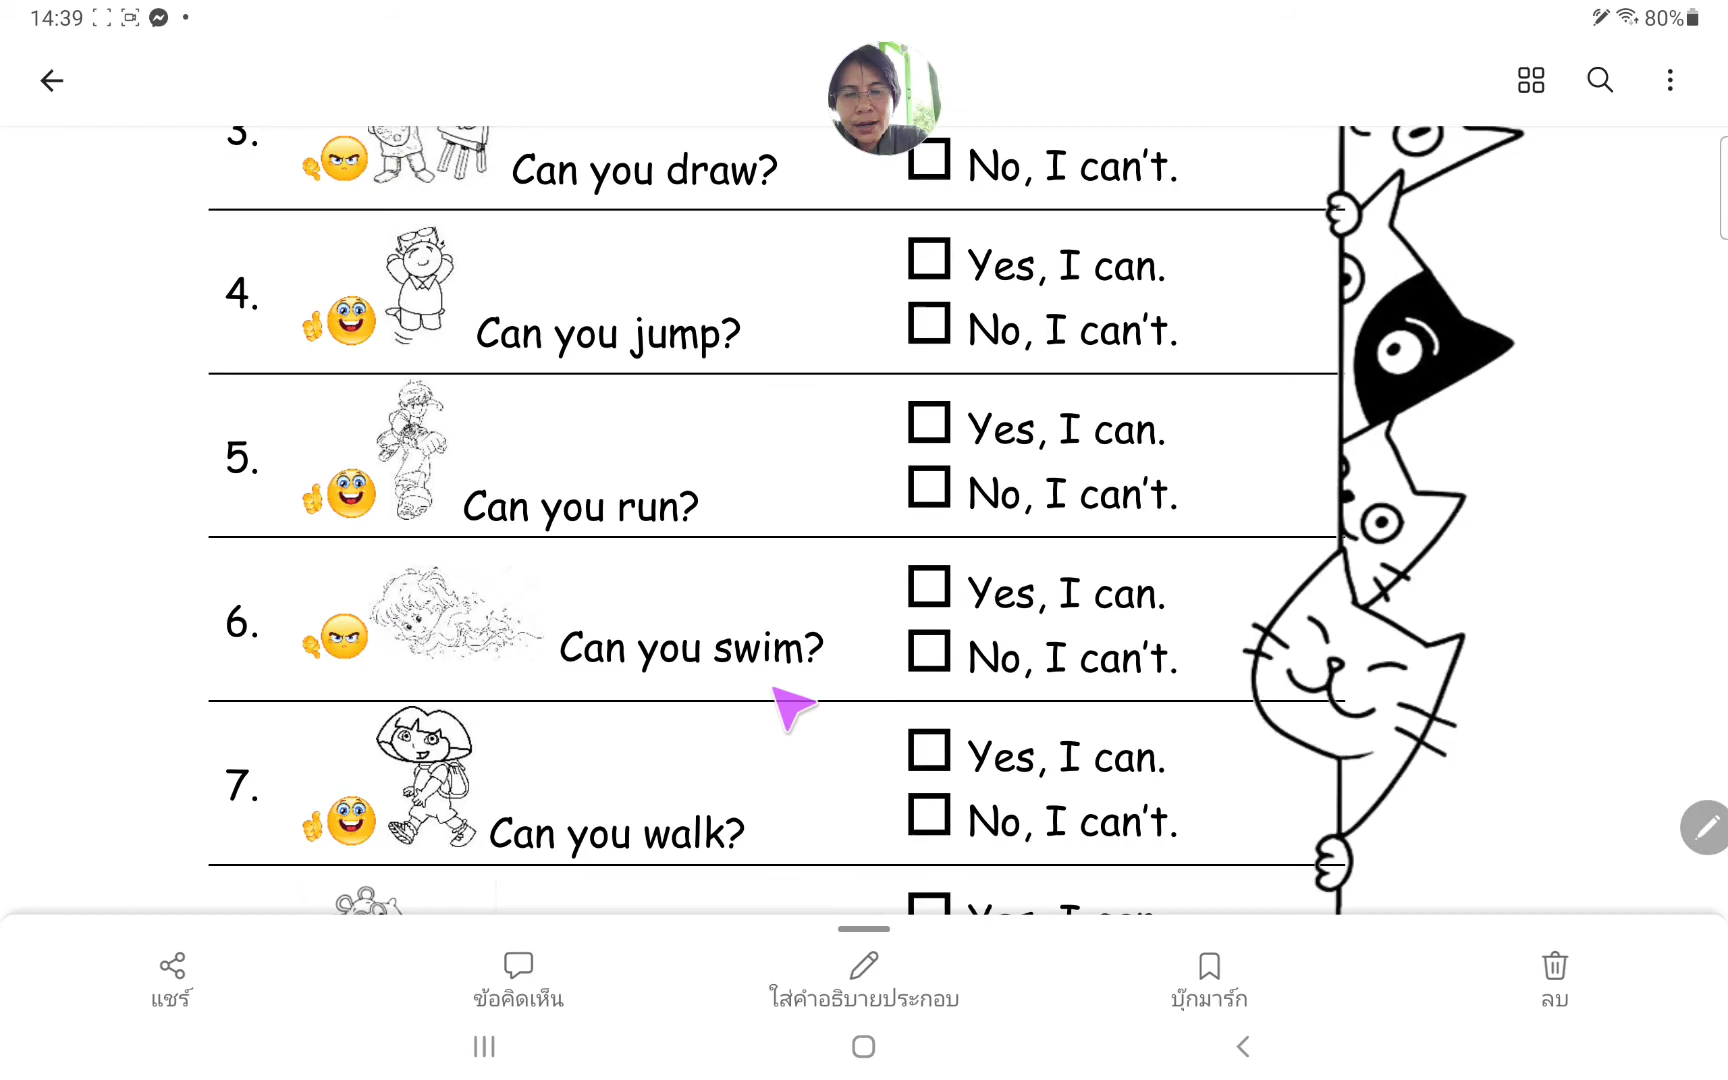 14:39
80%
3.
Can you draw?
No, I can't.
4.
Can you jump?
Yes, I can.
No, I can't.
5.
Can you run?
Yes, I can.
No, I can't.
6.
Can you swim?
Yes, I can.
No, I can't.
7.
Can you walk?
Yes, I can.
No, I can't.
Yes, I can.
แชร์
ข้อคิดเห็น
ใส่คำอธิบายประกอบ
บุ๊กมาร์ก
ลบ